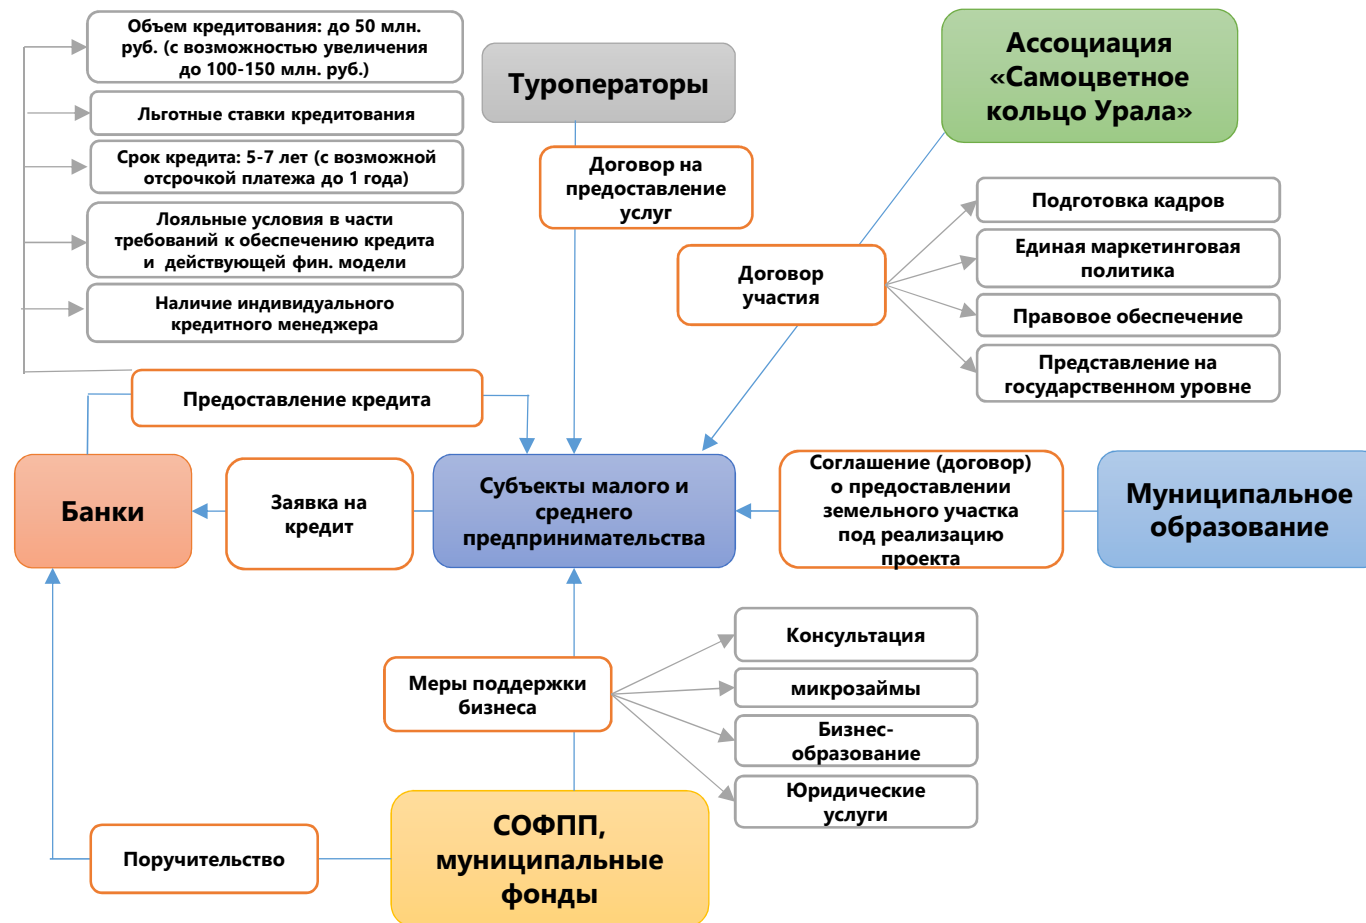 Объем кредитования: до 50 млн.
руб. (с возможностью увеличения
до 100-150 млн. руб.)
Льготные ставки кредитования
Срок кредита: 5-7 лет (с возможной
отсрочкой платежа до 1 года)
Лояльные условия в части
требований к обеспечению кредита
и действующей фин. модели
Наличие индивидуального
кредитного менеджера
Туроператоры
Договор на
предоставление
услуг
Ассоциация
«Самоцветное
кольцо Урала»
Договор
участия
Подготовка кадров
Единая маркетинговая
политика
Правовое обеспечение
Представление на
государственном уровне
Предоставление кредита
Банки
Заявка на
кредит
Субъекты малого и
среднего
предпринимательства
Соглашение (договор)
о предоставлении
земельного участка
под реализацию
проекта
Муниципальное
образование
Меры поддержки
бизнеса
Консультация
микрозаймы
Бизнес-
образование
Юридические
услуги
Поручительство
СОФПП,
муниципальные
фонды